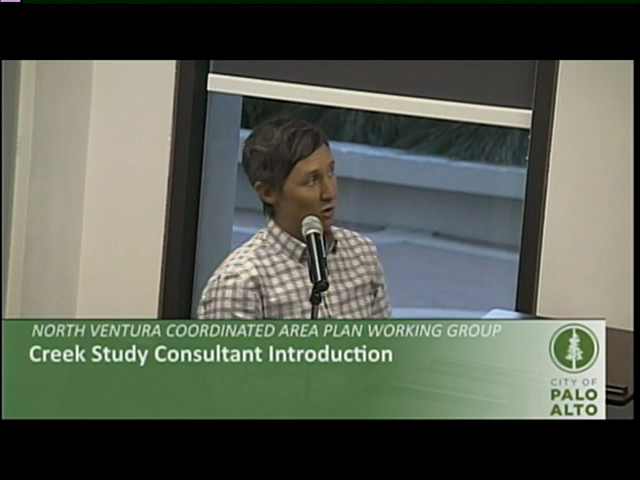 NORTH VENTURA COORDINATED AREA PLAN WORKING GROUP
Creek Study Consultant Introduction
CITY OF
PALO
ALTO